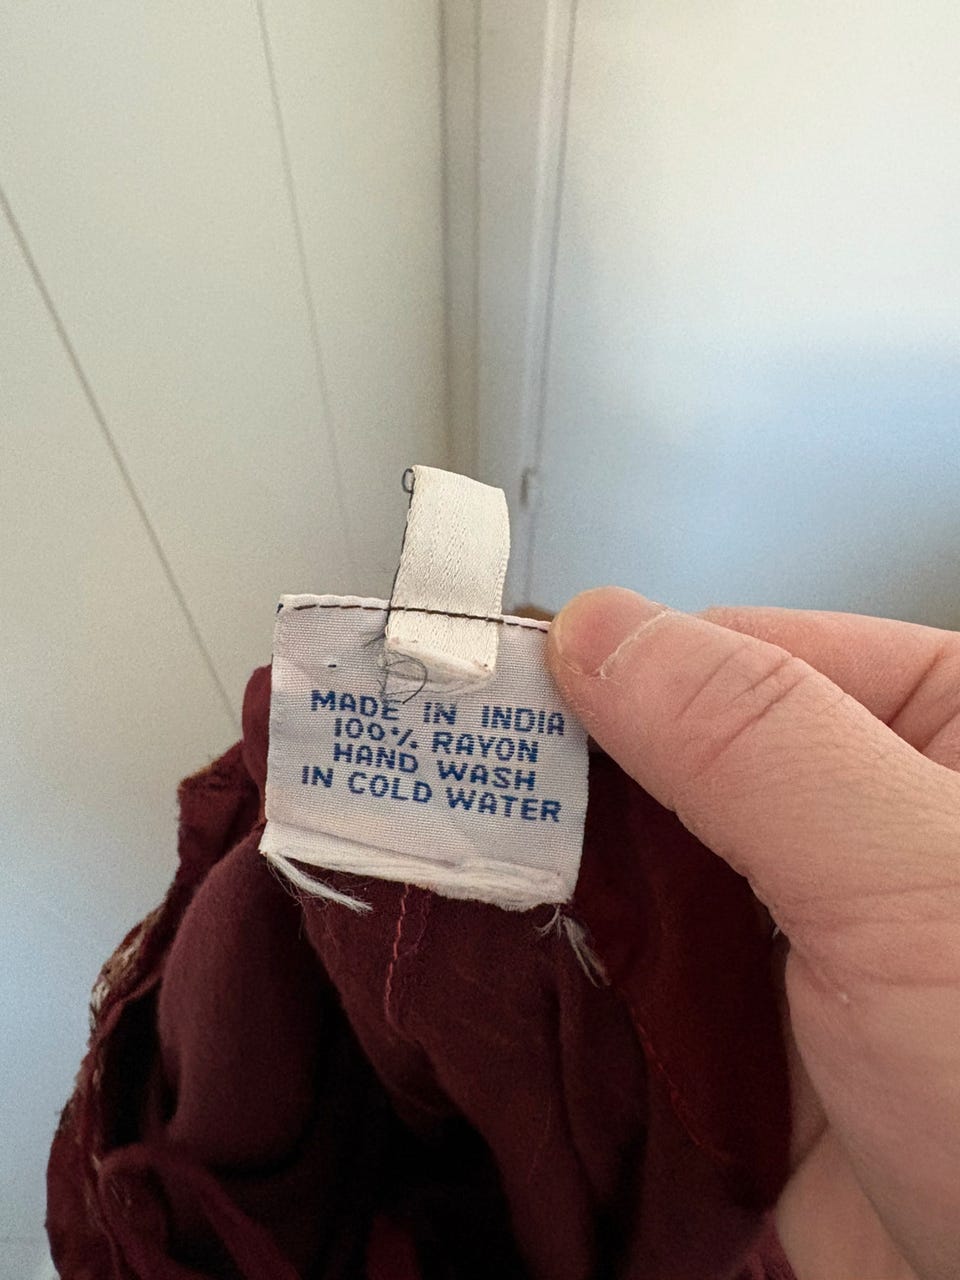 MADE IN INDIA
100% RAYON
HAND WASH
IN COLD WATER